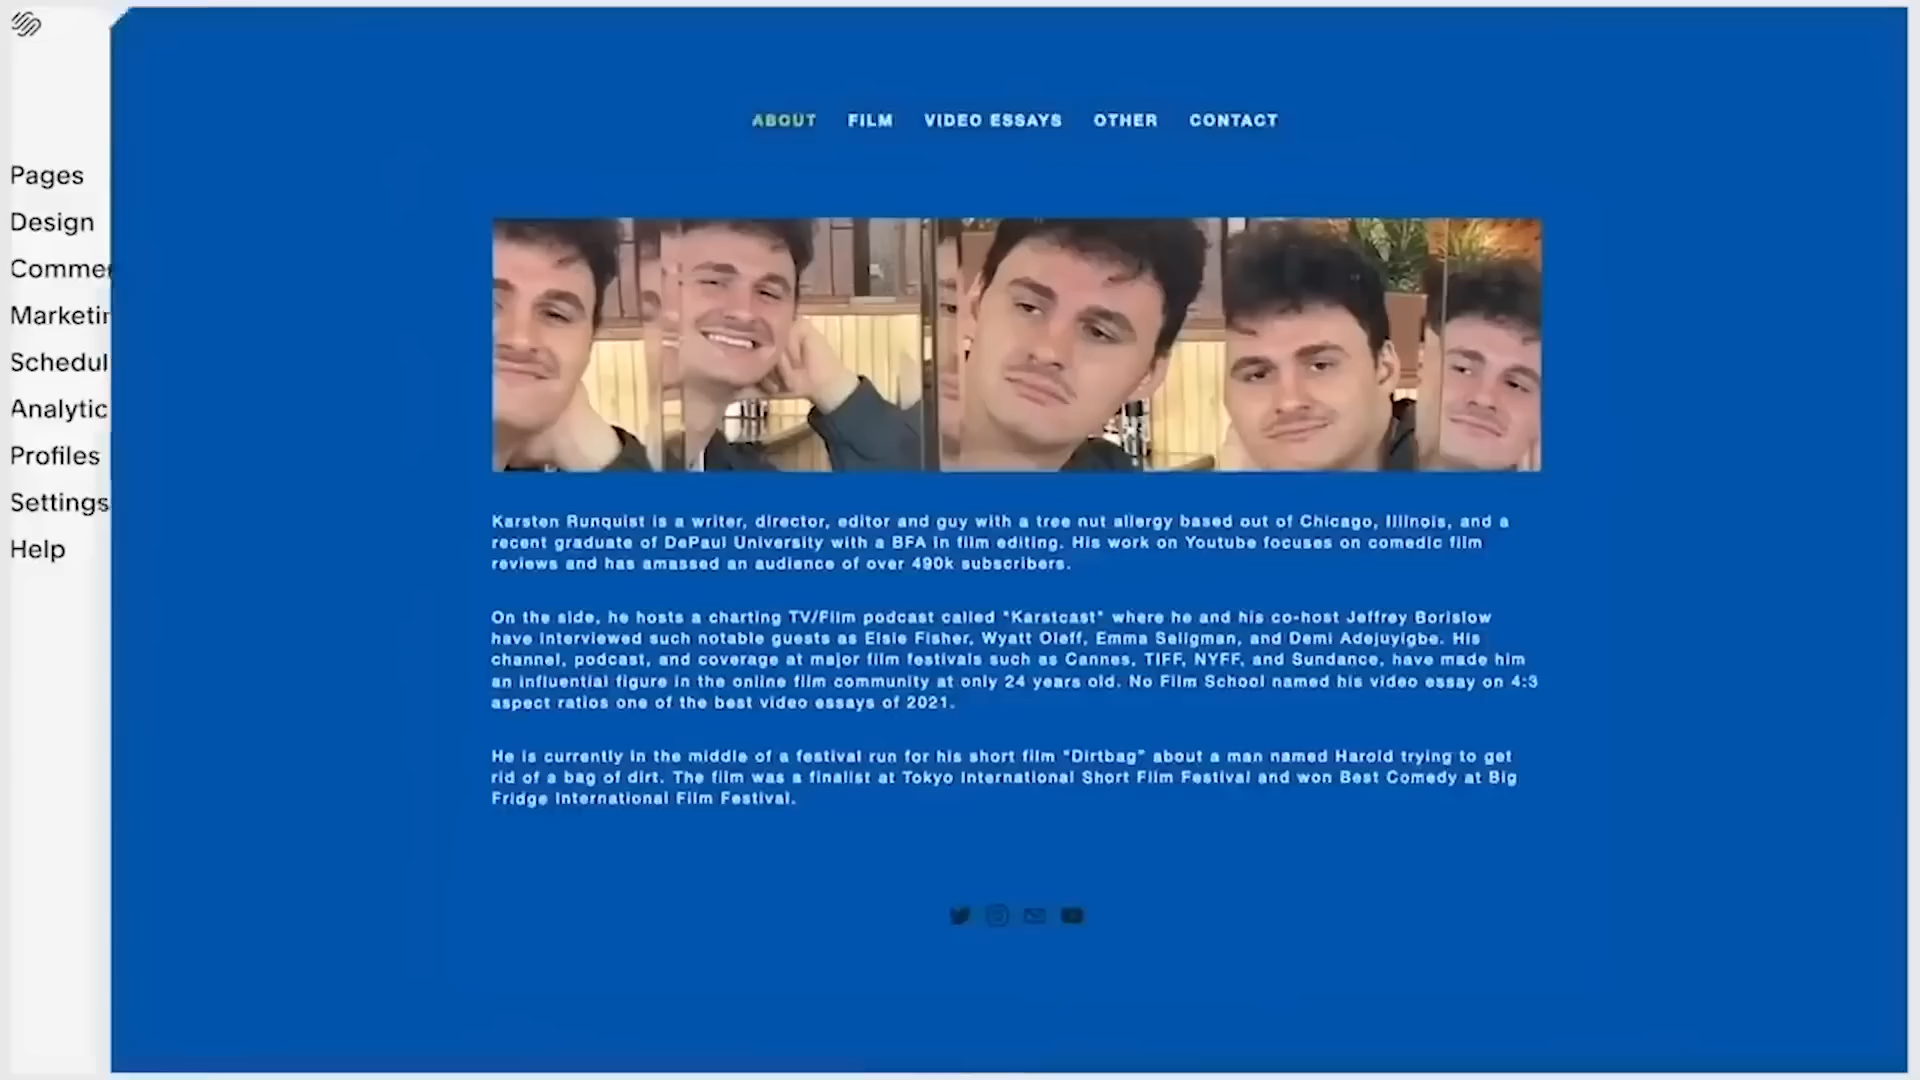 ABOUT FILM VIDEO ESSAYS OTHER CONTACT
Pages
Design
Commer
Marketin
Schedul
Analytic
Profiles
Settings
Help
Karsten Runquist is a writer, director, editor and guy with a tree nut allergy based out of Chicago, Illinois, and a
recent graduate of DePaul University with a BFA in film editing. His work on Youtube focuses on comedic film
reviews and has amassed an audience of over 490k subscribers.
On the side, he hosts a charting TV/Film podcast called "Karstcast" where he and his co-host Jeffrey Borislow
have interviewed such notable guests as Elsie Fisher, Wyatt Oleff, Emma Seligman, and Demi Adejuyigbe. His
channel, podcast, and coverage at major film festivals such as Cannes, TIFF, NYFF, and Sundance, have made him
an influential figure in the online film community at only 24 years old. No Film School named his video essay on 4:3
aspect ratios one of the best video essays of 2021.
He is currently in the middle of a festival run for his short film "Dirtbag" about a man named Harold trying to get
rid of a bag of dirt. The film was a finalist at Tokyo International Short Film Festival and won Best Comedy at Big
Fridge International Film Festival.